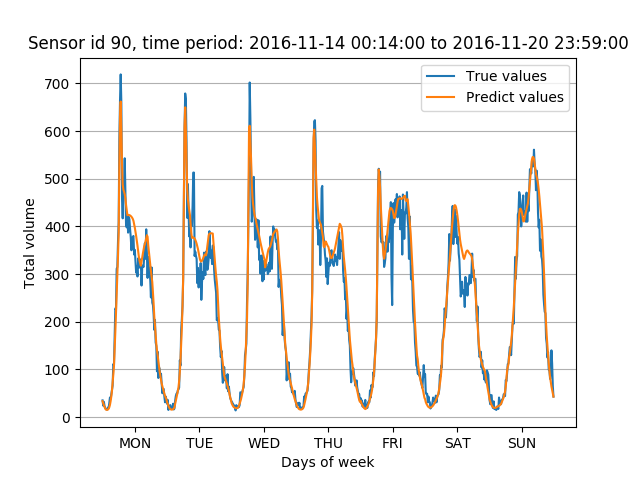 Sensor id 90, time period: 2016-11-14 00:14:00 to 2016-11-20 23:59:00
True values
Predict values
Total volume
700
600
500
400
300
200
100
0
MON TUE WED THU FRI SAT SUN
Days of week